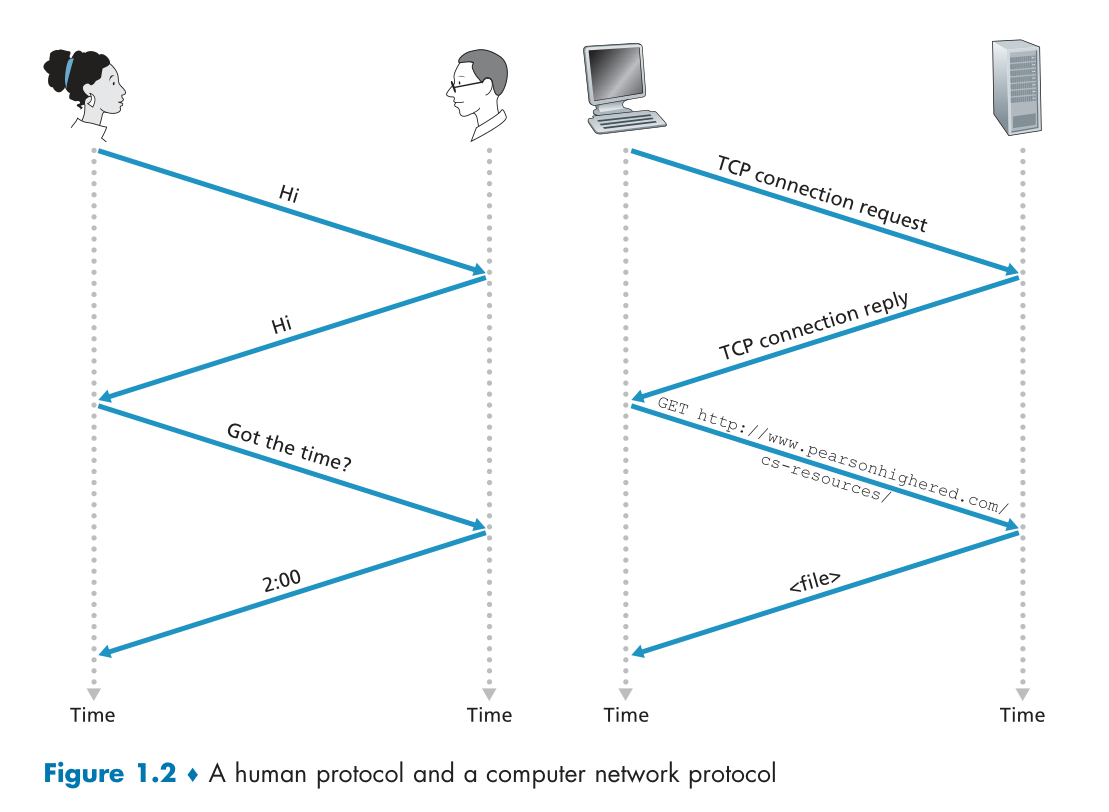 Hi
Hi
Got the time?
2:00
Time
Time
TCP connection request
TCP connection reply
GET http://www.pearsonhighered.com/
cs-resources/
<file>
Time
Time
Figure 1.2 ♦ A human protocol and a computer network protocol